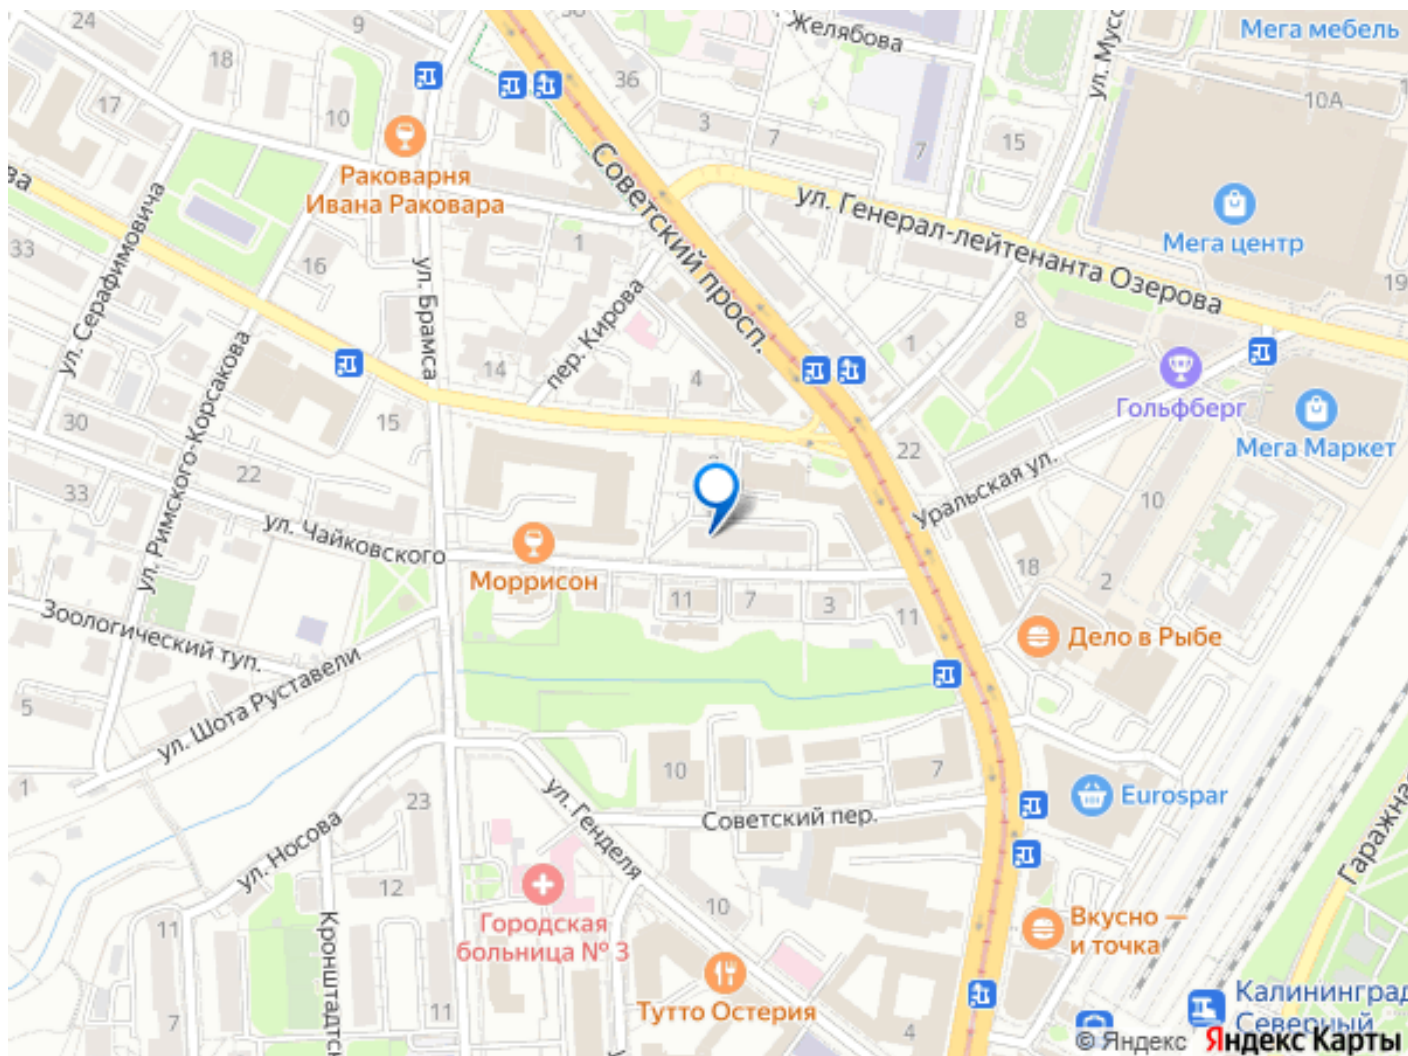 24
9
36
Желябова
ул. Мусс
Мега мебель
18
10А
17
10
3
7
7
15
Раковарня
Ивана Раковара
Советский просп.
ул. Генерал-лейтенанта Озерова
Мега центр
ва
33
ул. Серафимовича
16
ул. Брамса
1
пер. Кирова
19
8
1
14
4
Гольфберг
Мега Маркет
30
15
22
ул. Римского-Корсакова
22
33
Уральская ул.
10
ул. Чайковского
Моррисон
18
2
11
7
3
11
Зоологический туп.
Дело в Рыбе
5
ул. Шота Руставели
1
10
7
23
ул. Генделя
Советский пер.
Eurospar
ул. Носова
12
Гаражная
Городская
больница № 3
10
Вкусно —
и точка
11
Кронштадтск
Тутто Остерия
11
7
4
Калининград
Северный
© Яндекс Яндекс Карты